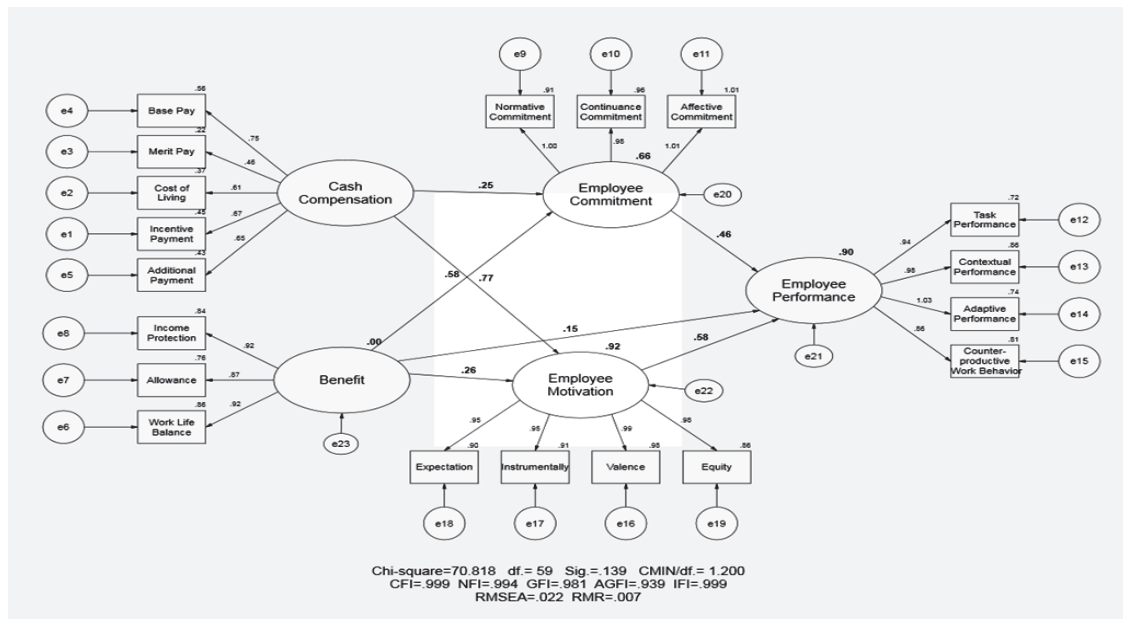 e9
e10
e11
.91
.96
1.01
Normative
Commitment
Continuance
Commitment
Affective
Commitment
1.00
.98
1.01
.56
e4
Base Pay
.75
.22
e3
Merit Pay
.46
.37
e2
Cost of
Living
.61
.45
e1
Incentive
Payment
.67
.43
e5
Additional
Payment
.65
Cash
Compensation
.25
.66
Employee
Commitment
e20
.46
.58
.77
.84
e8
Income
Protection
.92
.76
e7
Allowance
.87
.86
e6
Work Life
Balance
.92
.00
Benefit
e23
.15
.26
.92
Employee
Motivation
e22
.58
.90
Employee
Performance
e21
.72
Task
Performance
e12
.94
.86
Contextual
Performance
e13
.98
.74
Adaptive
Performance
e14
1.03
.81
Counter-
productive
Work Behavior
e15
.86
.95
.95
.99
.98
.90
.91
.98
.86
Expectation
Instrumentally
Valence
Equity
e18
e17
e16
e19
Chi-square=70.818 df.= 59 Sig.=.139 CMIN/df.= 1.200
CFI=.999 NFI=.994 GFI=.981 AGFI=.939 IFI=.999
RMSEA=.022 RMR=.007